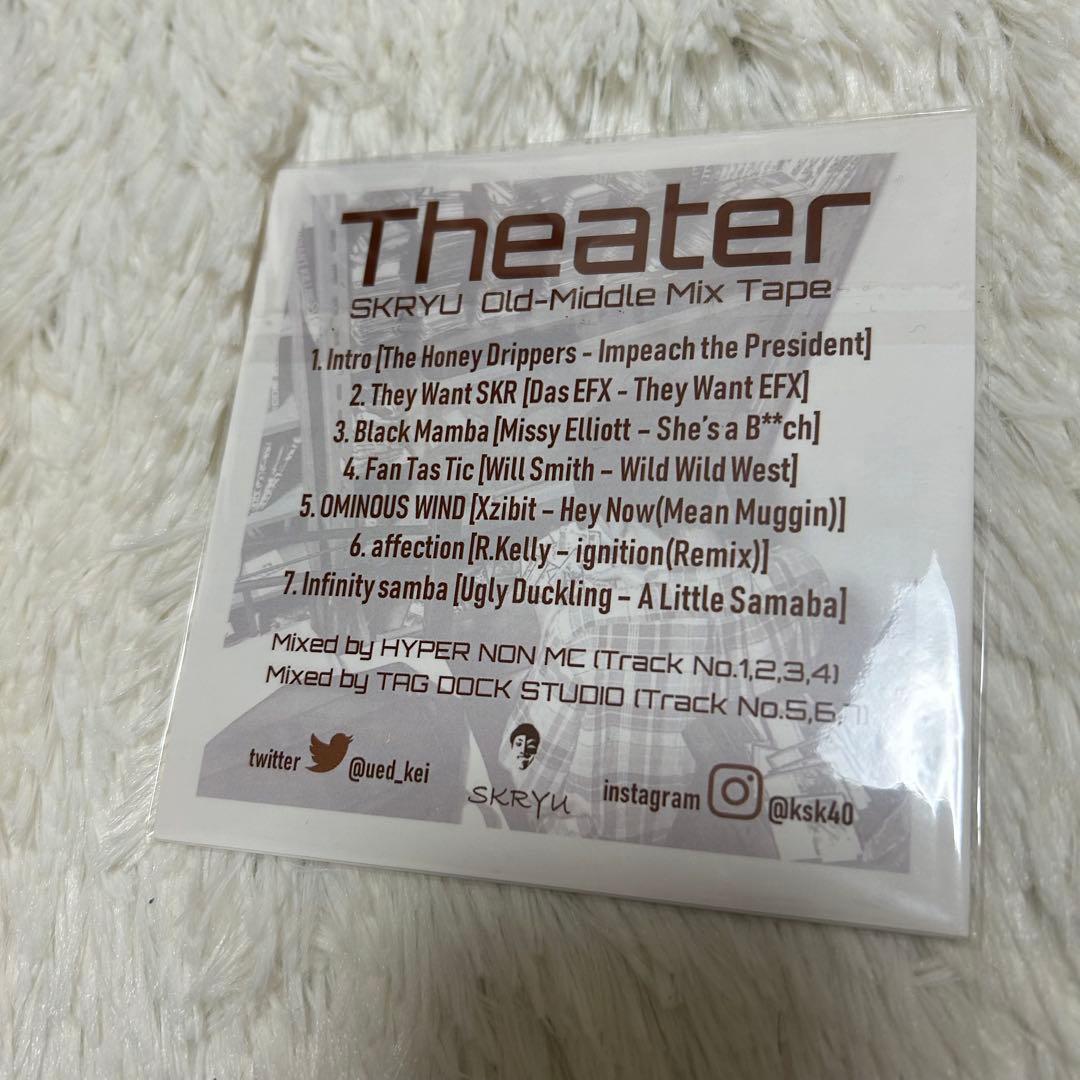 Theater
SKRYU Old-Middle Mix Tape
1. Intro [The Honey Drippers - Impeach the President]
2. They Want SKR [Das EFX - They Want EFX]
3. Black Mamba [Missy Elliott - She's a B**ch]
4. Fan Tas Tic [Will Smith - Wild Wild West]
5. OMINOUS WIND [Xzibit - Hey Now(Mean Muggin)]
6. affection [R.Kelly - ignition(Remix)]
7. Infinity samba [Ugly Duckling - A Little Samaba]
Mixed by HYPER NON MC (Track No.1,2,3,4)
Mixed by TAG DOCK STUDIO (Track No.5,6,7)
twitter @ued_kei
SKRYU
instagram @ksk40